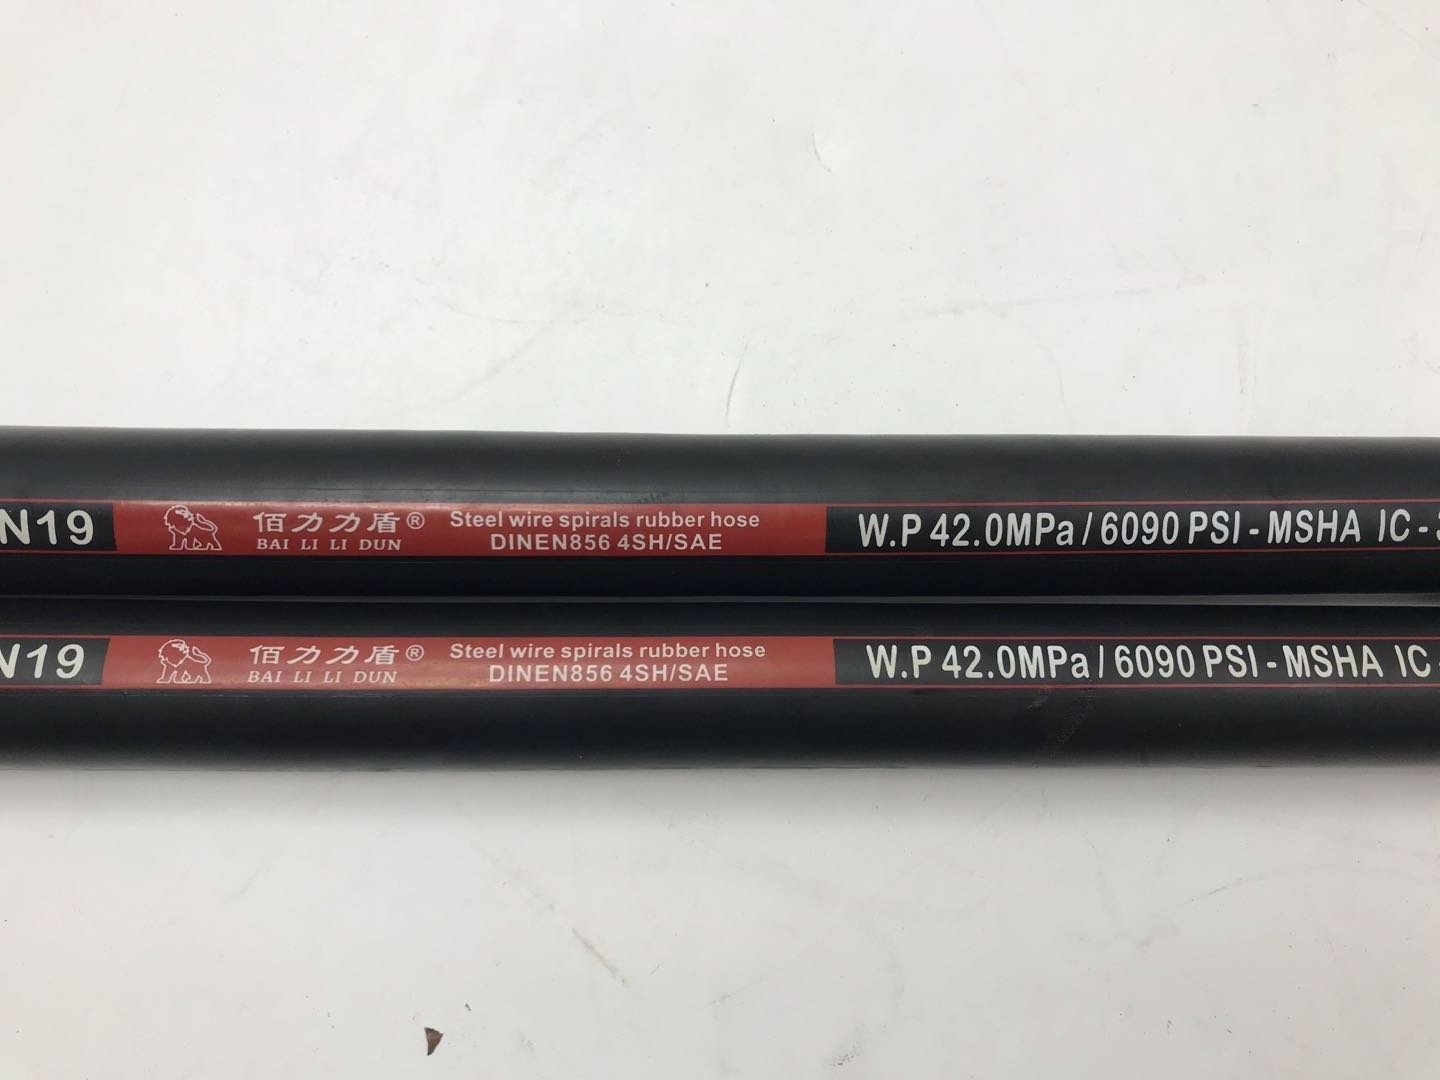 N19 佰力力盾® Steel wire spirals rubber hose W.P 42.0MPa / 6090 PSI - MSHA IC -
BAI LI LI DUN DINEN856 4SH/SAE
N19 佰力力盾® Steel wire spirals rubber hose W.P 42.0MPa / 6090 PSI - MSHA IC -
BAI LI LI DUN DINEN856 4SH/SAE